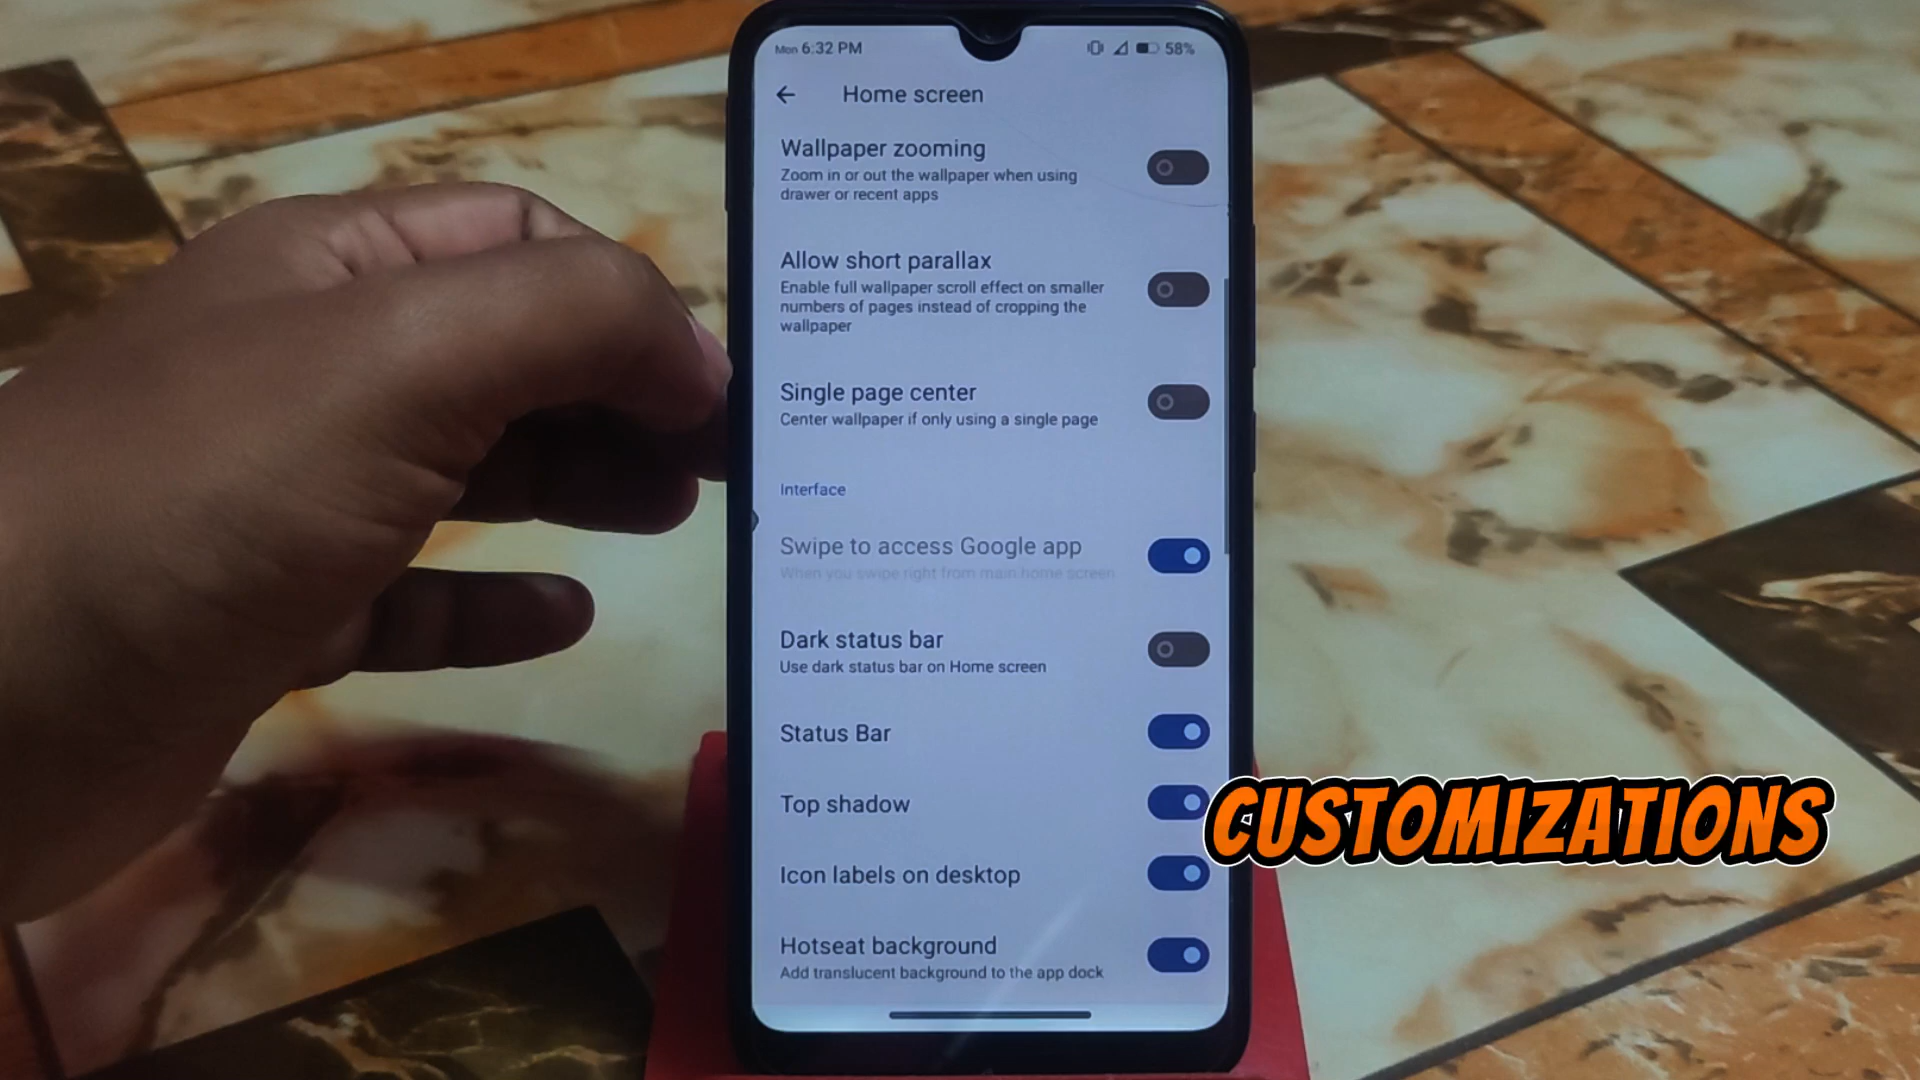 Mon 6:32 PM
58%
Home screen
Wallpaper zooming
Zoom in or out the wallpaper when using
drawer or recent apps
Allow short parallax
Enable full wallpaper scroll effect on smaller
numbers of pages instead of cropping the
wallpaper
Single page center
Center wallpaper if only using a single page
Interface
Swipe to access Google app
When you swipe right from main home screen
Dark status bar
Use dark status bar on Home screen
Status Bar
Top shadow
CUSTOMIZATIONS
Icon labels on desktop
Hotseat background
Add translucent background to the app dock